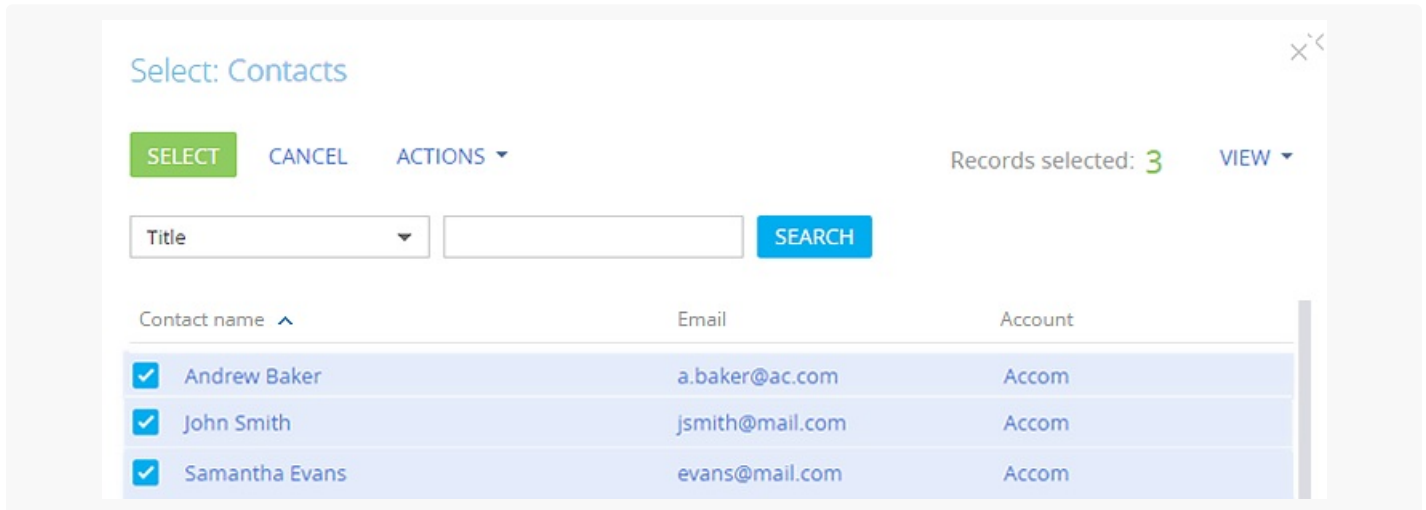 Select: Contacts
SELECT CANCEL ACTIONS Records selected: 3 VIEW
Title SEARCH
Contact name Email Account
Andrew Baker a.baker@ac.com Accom
John Smith jsmith@mail.com Accom
Samantha Evans evans@mail.com Accom